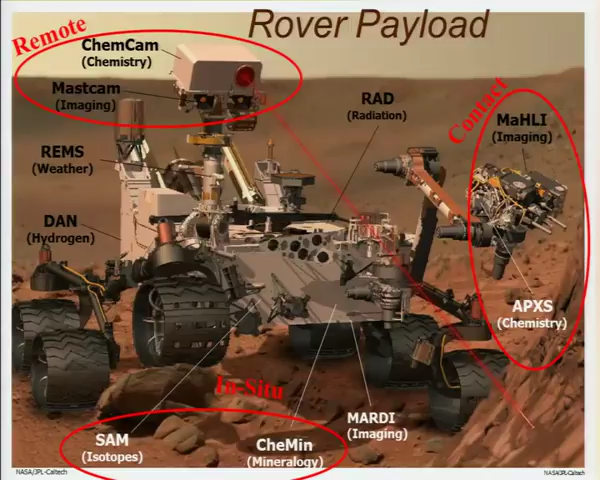 Rover Payload
Remote
ChemCam
(Chemistry)
Mastcam
(Imaging)
RAD
(Radiation)
Contact
MaHLI
(Imaging)
REMS
(Weather)
DAN
(Hydrogen)
APXS
(Chemistry)
In-Situ
MARDI
(Imaging)
SAM
(Isotopes)
CheMin
(Mineralogy)
NASA/JPL-Caltech
NASA/JPL-Caltech